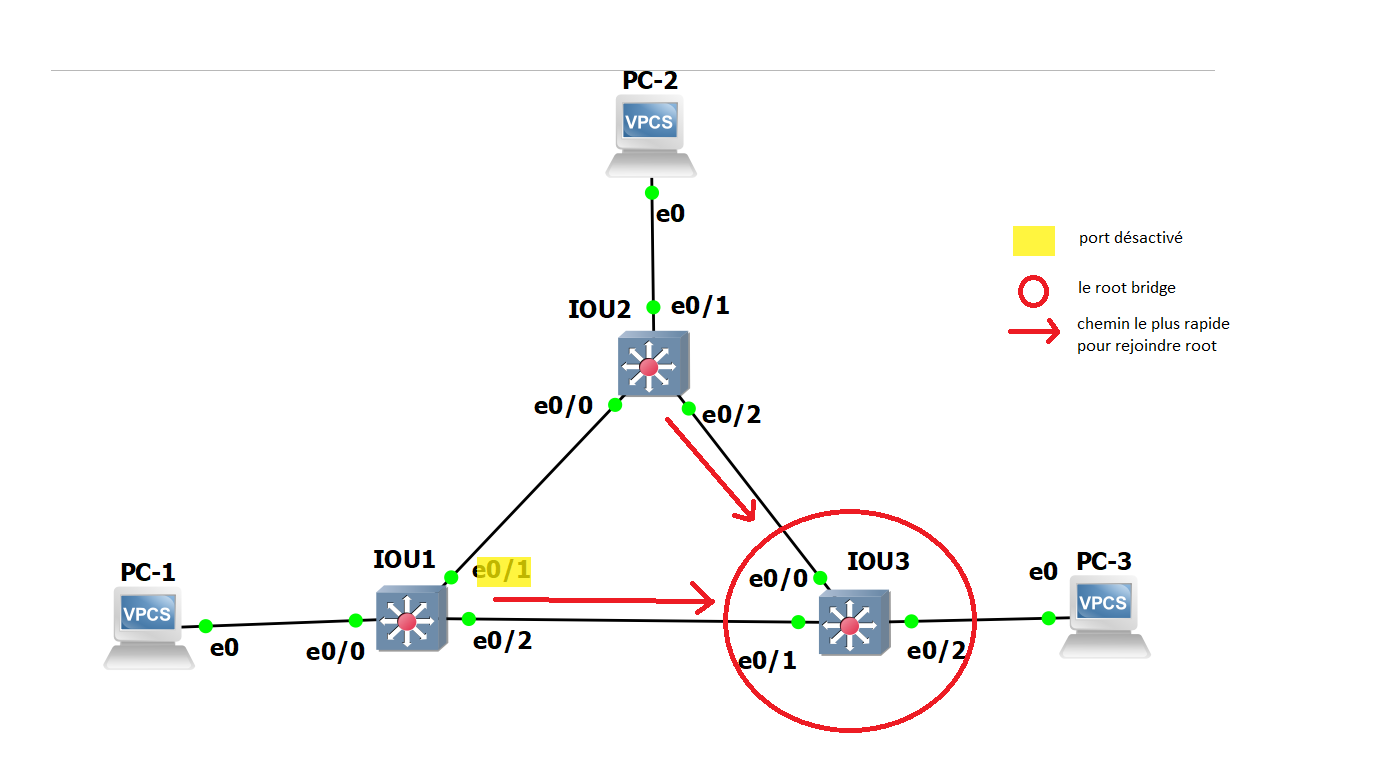 PC-2
VPCS
e0
IOU2
e0/1
e0/0
e0/2
port désactivé
le root bridge
chemin le plus rapide
pour rejoindre root
IOU1
e0/1
PC-1
VPCS
e0
e0/0
e0/2
IOU3
e0/0
e0/1
e0/2
e0
PC-3
VPCS